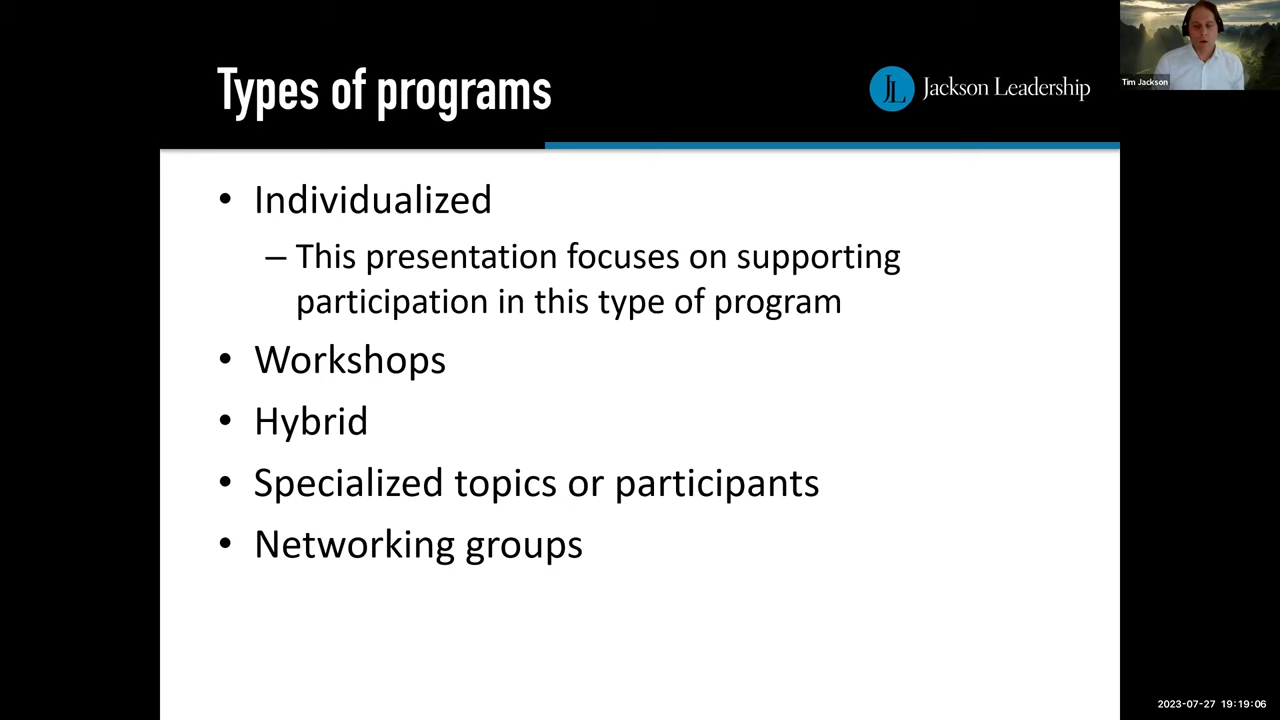 Types of programs
JL Jackson Leadership
Tim Jackson
• Individualized
– This presentation focuses on supporting
participation in this type of program
• Workshops
• Hybrid
• Specialized topics or participants
• Networking groups
2023-07-27 19:19:06